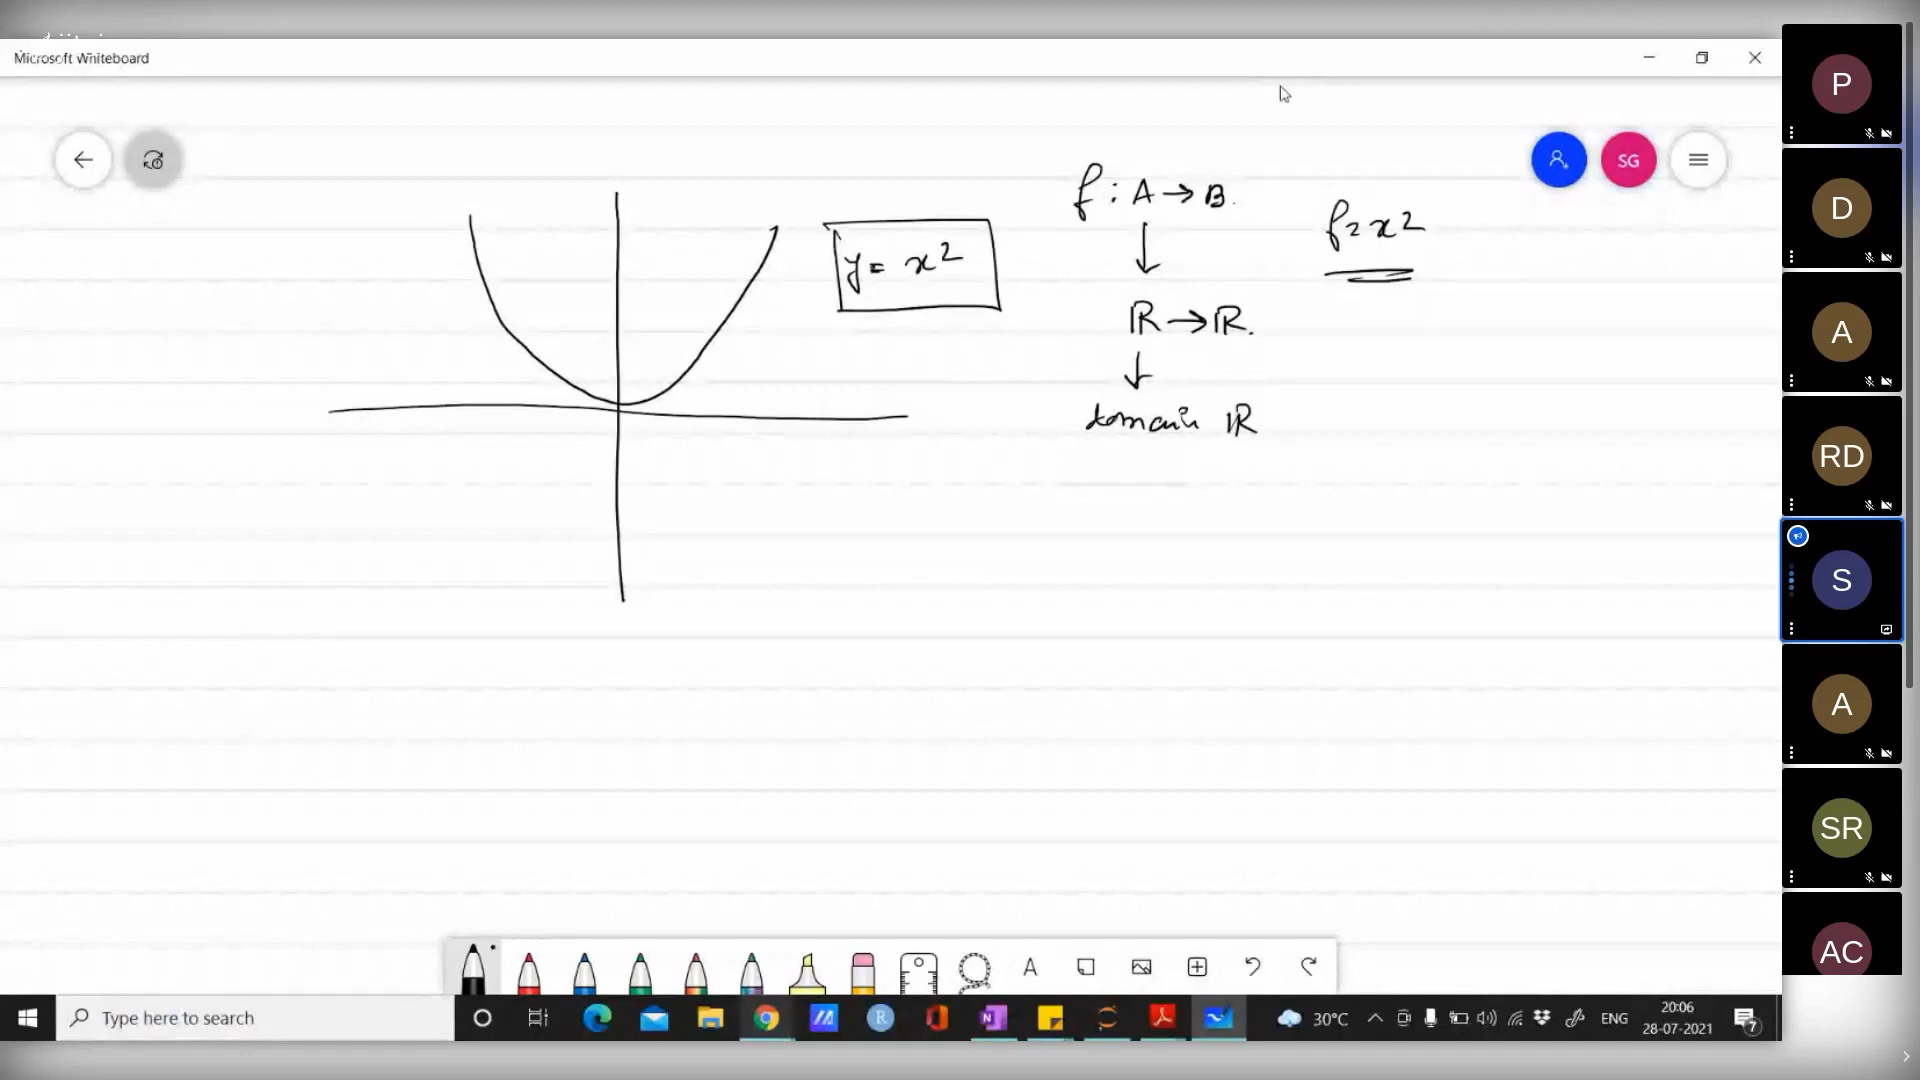 Microsoft Whiteboard
SG
f : A → B.
f = x²
y = x²
ℝ → ℝ.
domain ℝ
P
D
A
RD
S
A
SR
AC
A
Type here to search
30°C
ENG
20:06
28-07-2021
7